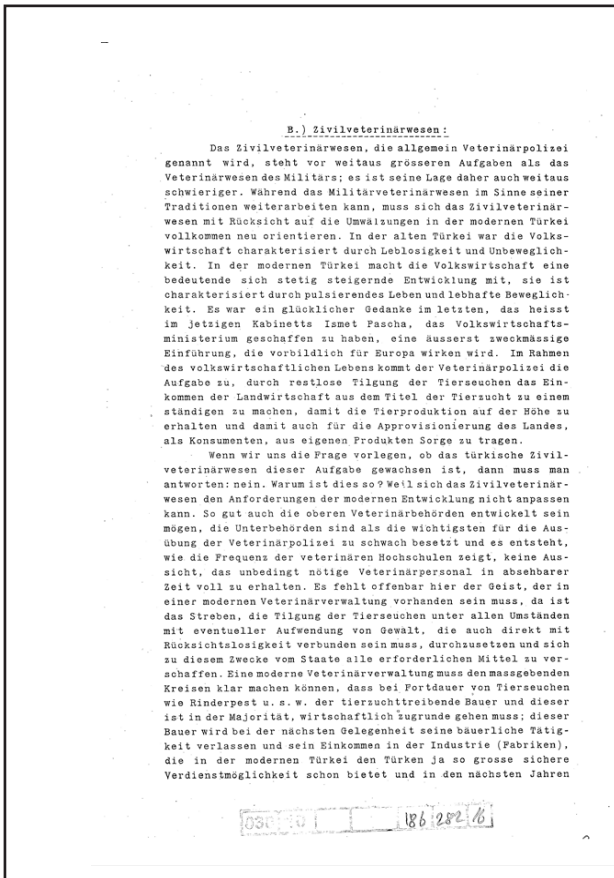 B.) Zivilveterinärwesen:
Das Zivilveterinärwesen, die allgemein Veterinärpolizei
genannt wird, steht vor weitaus grösseren Aufgaben als das
Veterinärwesen des Militärs; es ist seine Lage daher auch weitaus
schwieriger. Während das Militärveterinärwesen im Sinne seiner
Traditionen weiterarbeiten kann, muss sich das Zivilveterinär-
wesen mit Rücksicht auf die Umwälzungen in der modernen Türkei
vollkommen neu orientieren. In der alten Türkei war die Volks-
wirtschaft charakterisiert durch Leblosigkeit und Unbeweglich-
keit. In der modernen Türkei macht die Volkswirtschaft eine
bedeutende sich stetig steigernde Entwicklung mit, sie ist
charakterisiert durch pulsierendes Leben und lebhafte Beweglich-
keit. Es war ein glücklicher Gedanke im letzten, das heisst
im jetzigen Kabinetts Ismet Pascha, das Volkswirtschafts-
ministerium geschaffen zu haben, eine äusserst zweckmässige
Einführung, die vorbildlich für Europa wirken wird. Im Rahmen
des volkswirtschaftlichen Lebens kommt der Veterinärpolizei die
Aufgabe zu, durch restlose Tilgung der Tierseuchen das Ein-
kommen der Landwirtschaft aus dem Titel der Tierzucht zu einem
ständigen zu machen, damit die Tierproduktion auf der Höhe zu
erhalten und damit auch für die Approvisionierung des Landes,
als Konsumenten, aus eigenen Produkten Sorge zu tragen.
Wenn wir uns die Frage vorlegen, ob das türkische Zivil-
veterinärwesen dieser Aufgabe gewachsen ist, dann muss man
antworten: nein. Warum ist dies so? Weil sich das Zivilveterinär-
wesen den Anforderungen der modernen Entwicklung nicht anpassen
kann. So gut auch die oberen Veterinärbehörden entwickelt sein
mögen, die Unterbehörden sind als die wichtigsten für die Aus-
übung der Veterinärpolizei zu schwach besetzt und es entsteht,
wie die Frequenz der veterinären Hochschulen zeigt, keine Aus-
sicht, das unbedingt nötige Veterinärpersonal in absehbarer
Zeit voll zu erhalten. Es fehlt offenbar hier der Geist, der in
einer modernen Veterinärverwaltung vorhanden sein muss, da ist
das Streben, die Tilgung der Tierseuchen unter allen Umständen
mit eventueller Aufwendung von Gewalt, die auch direkt mit
Rücksichtslosigkeit verbunden sein muss, durchzusetzen und sich
zu diesem Zwecke vom Staate alle erforderlichen Mittel zu ver-
schaffen. Eine moderne Veterinärverwaltung muss den massgebenden
Kreisen klar machen können, dass bei Fortdauer von Tierseuchen
wie Rinderpest u.s.w. der tierzuchttreibende Bauer und dieser
ist in der Majorität, wirtschaftlich zugrunde gehen muss; dieser
Bauer wird bei der nächsten Gelegenheit seine bäuerliche Tätig-
keit verlassen und sein Einkommen in der Industrie (Fabriken),
die in der modernen Türkei den Türken ja so grosse sichere
Verdienstmöglichkeit schon bietet und in den nächsten Jahren
186 282 16